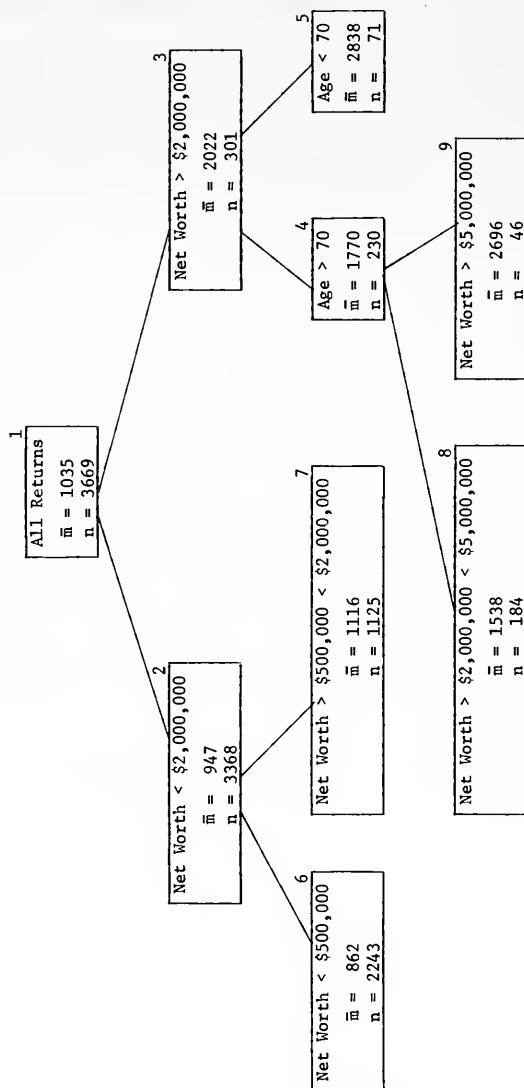 1
All Returns
m̄ = 1035
n = 3669
2
Net Worth < $2,000,000
m̄ = 947
n = 3368
3
Net Worth > $2,000,000
m̄ = 2022
n = 301
6
Net Worth < $500,000
m̄ = 862
n = 2243
7
Net Worth > $500,000 < $2,000,000
m̄ = 1116
n = 1125
4
Age > 70
m̄ = 1770
n = 230
5
Age < 70
m̄ = 2838
n = 71
8
Net Worth > $2,000,000 < $5,000,000
m̄ = 1538
n = 184
9
Net Worth > $5,000,000
m̄ = 2696
n = 46